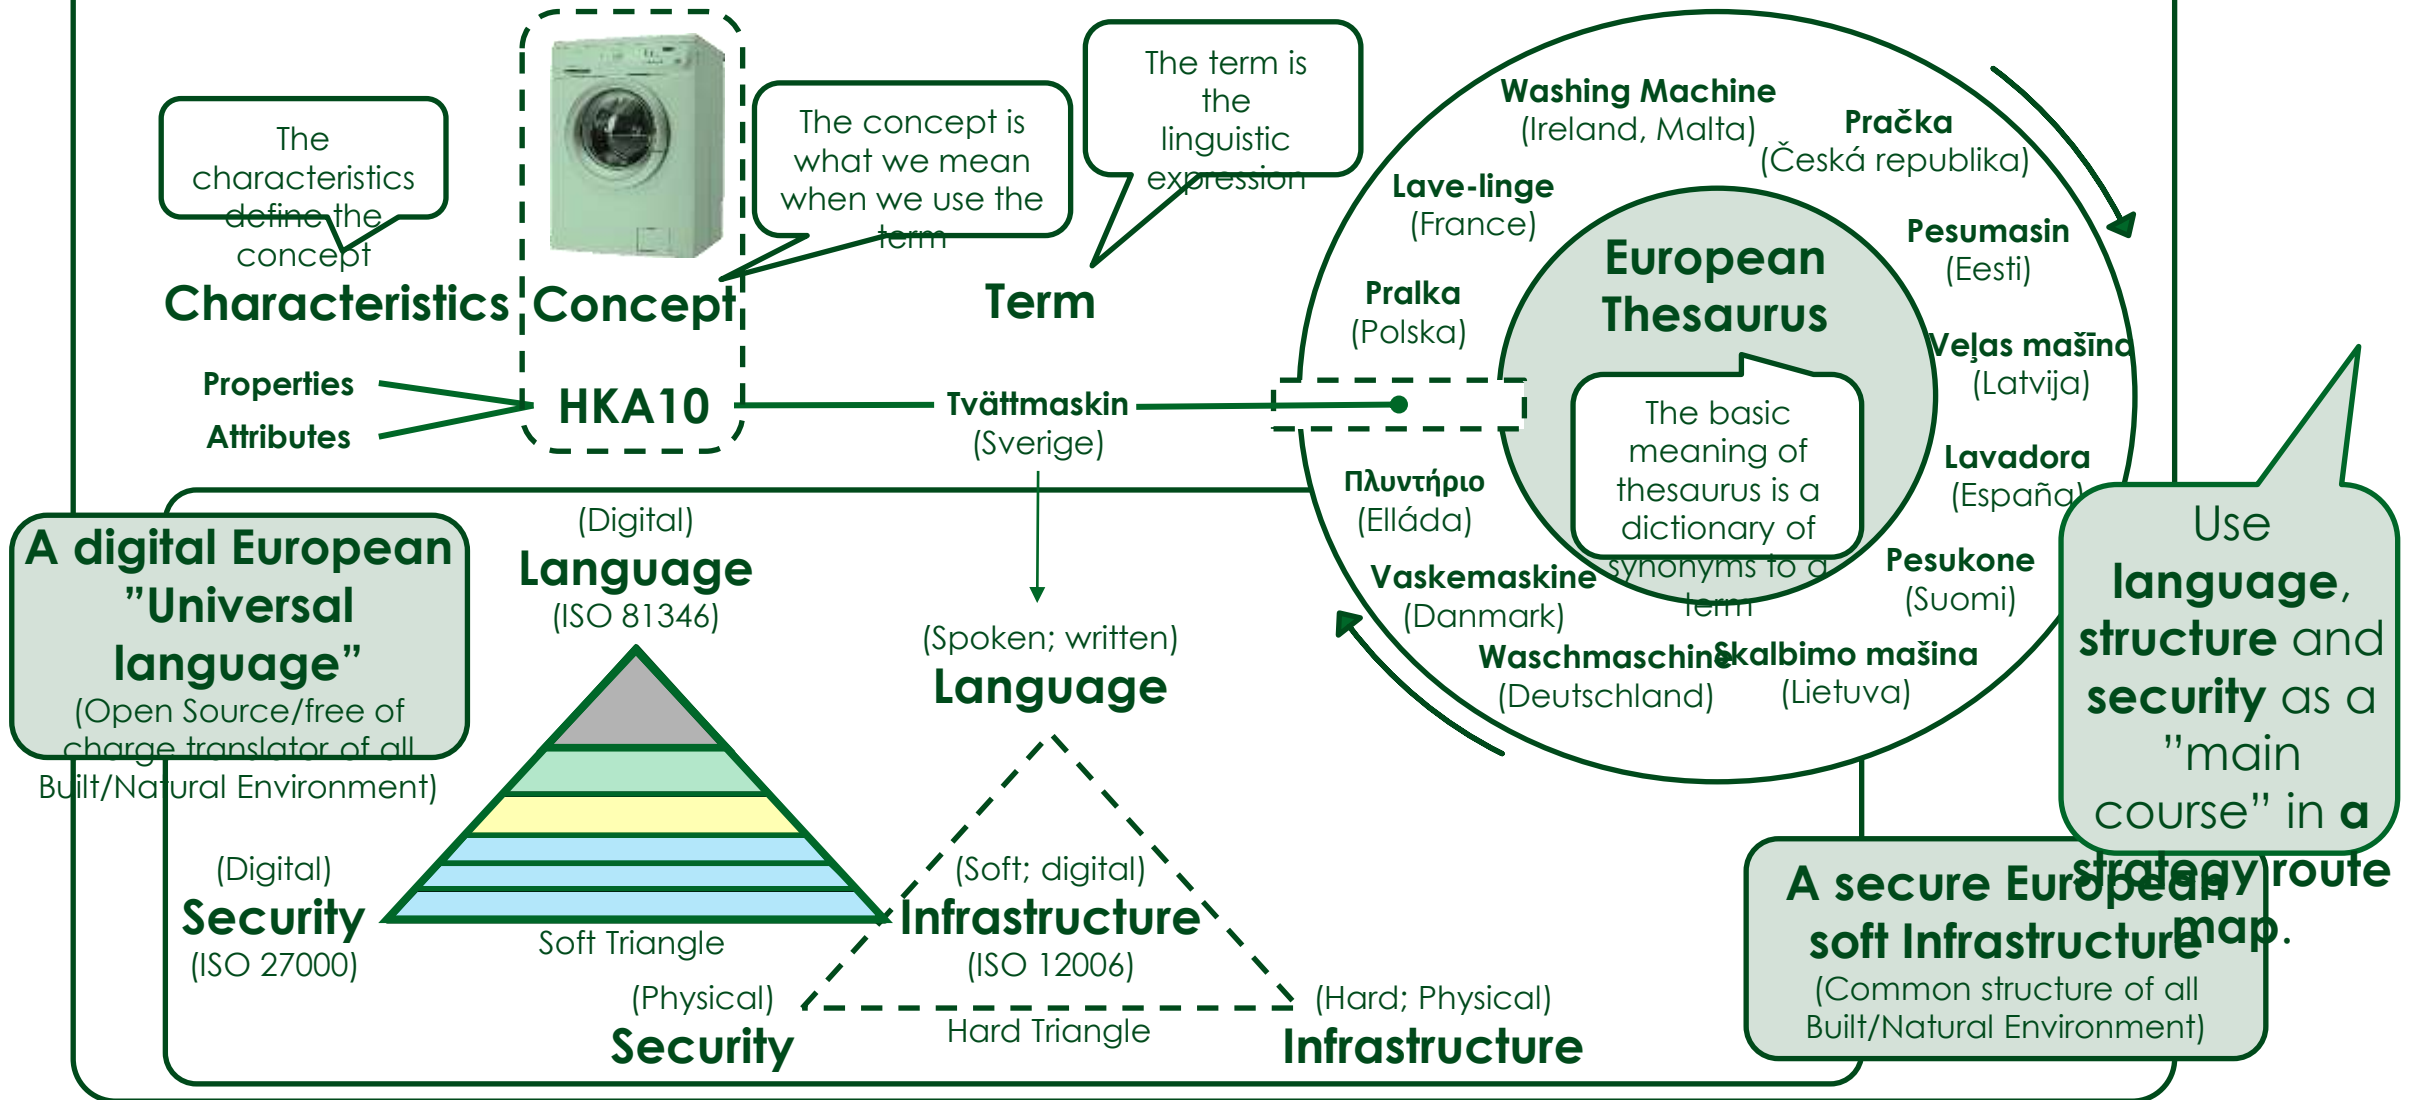 The
characteristics
define the
concept
The concept is
what we mean
when we use the
term
The term is
the
linguistic
expression
Characteristics
Concept
Term
Properties
Attributes
HKA10
Tvättmaskin
(Sverige)
Washing Machine
(Ireland, Malta)
Pračka
(Česká republika)
Pesumasin
(Eesti)
Veļas mašīna
(Latvija)
Lavadora
(España)
Pesukone
(Suomi)
Skalbimo mašina
(Lietuva)
Waschmaschine
(Deutschland)
Vaskemaskine
(Danmark)
Πλυντήριο
(Elláda)
Pralka
(Polska)
Lave-linge
(France)
European
Thesaurus
The basic
meaning of
thesaurus is a
dictionary of
synonyms to a
term
A digital European
”Universal
language”
(Open Source/free of
charge translator of all
Built/Natural Environment)
(Digital)
Language
(ISO 81346)
(Spoken; written)
Language
(Digital)
Security
(ISO 27000)
Soft Triangle
(Soft; digital)
Infrastructure
(ISO 12006)
(Physical)
Security
Hard Triangle
(Hard; Physical)
Infrastructure
Use
language,
structure and
security as a
”main
course” in a
strategy route
map.
A secure European
soft Infrastructure
(Common structure of all
Built/Natural Environment)